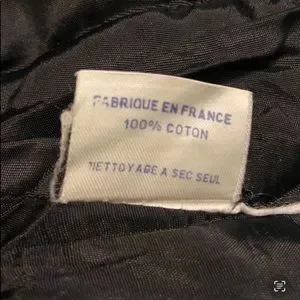 FABRIQUE EN FRANCE
100% COTON
NETTOYAGE A SEC SEUL